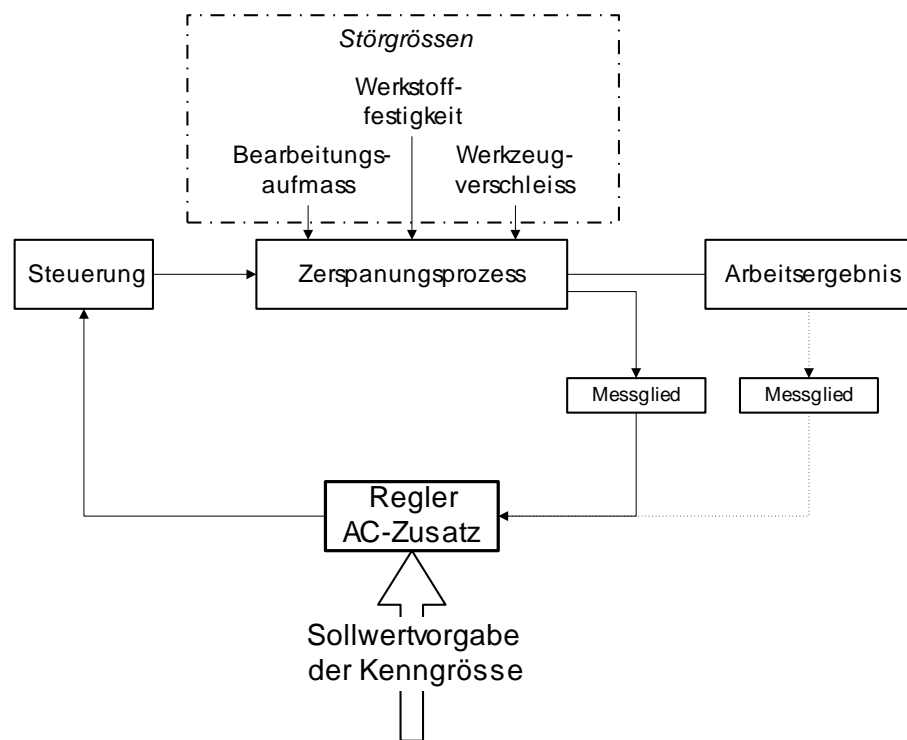 Störgrössen
Werkstoff-
festigkeit
Bearbeitungs-
aufmass
Werkzeug-
verschleiss
Steuerung
Zerspanungsprozess
Arbeitsergebnis
Messglied
Messglied
Regler
AC-Zusatz
Sollwertvorgabe
der Kenngrösse